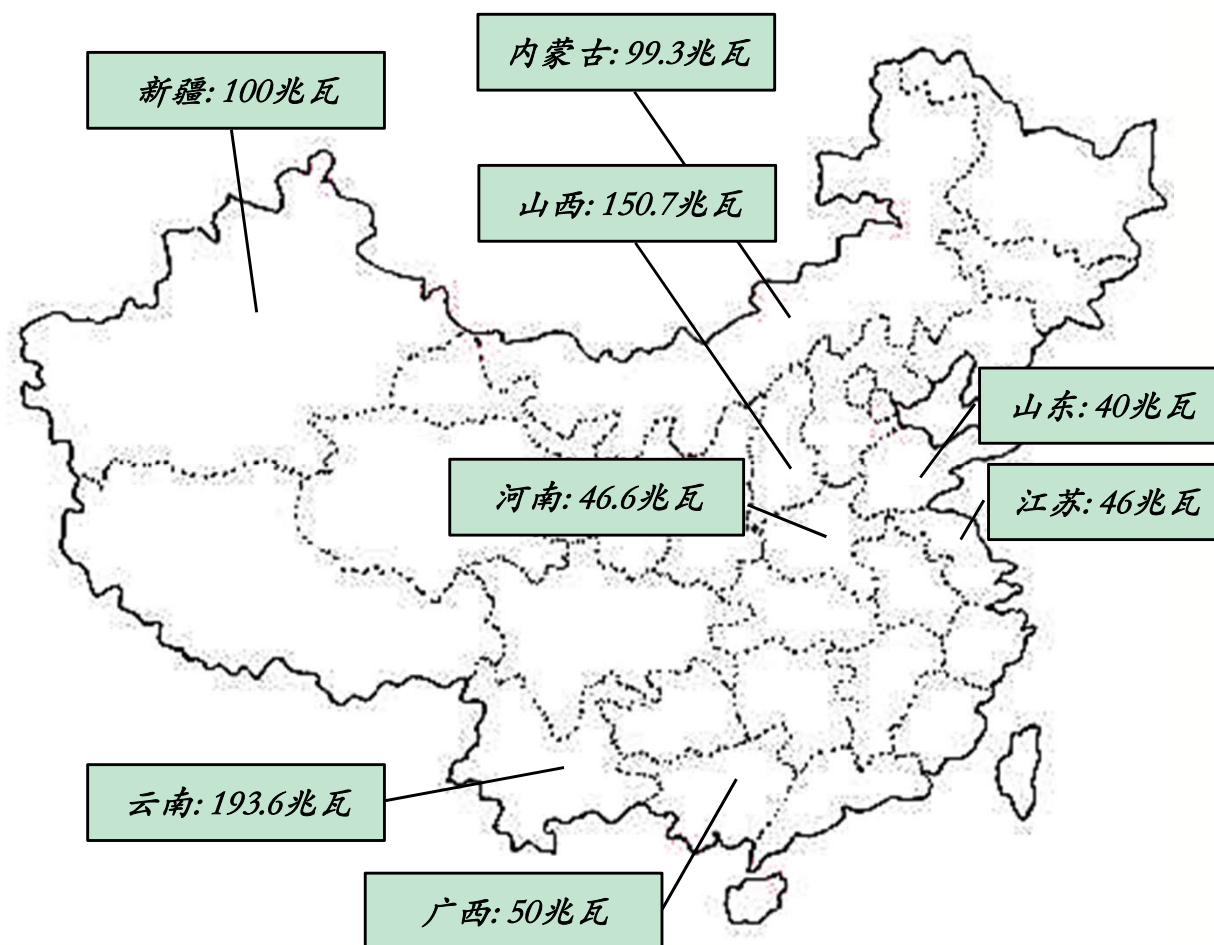 内蒙古: 99.3兆瓦
新疆: 100兆瓦
山西: 150.7兆瓦
山东: 40兆瓦
河南: 46.6兆瓦
江苏: 46兆瓦
云南: 193.6兆瓦
广西: 50兆瓦